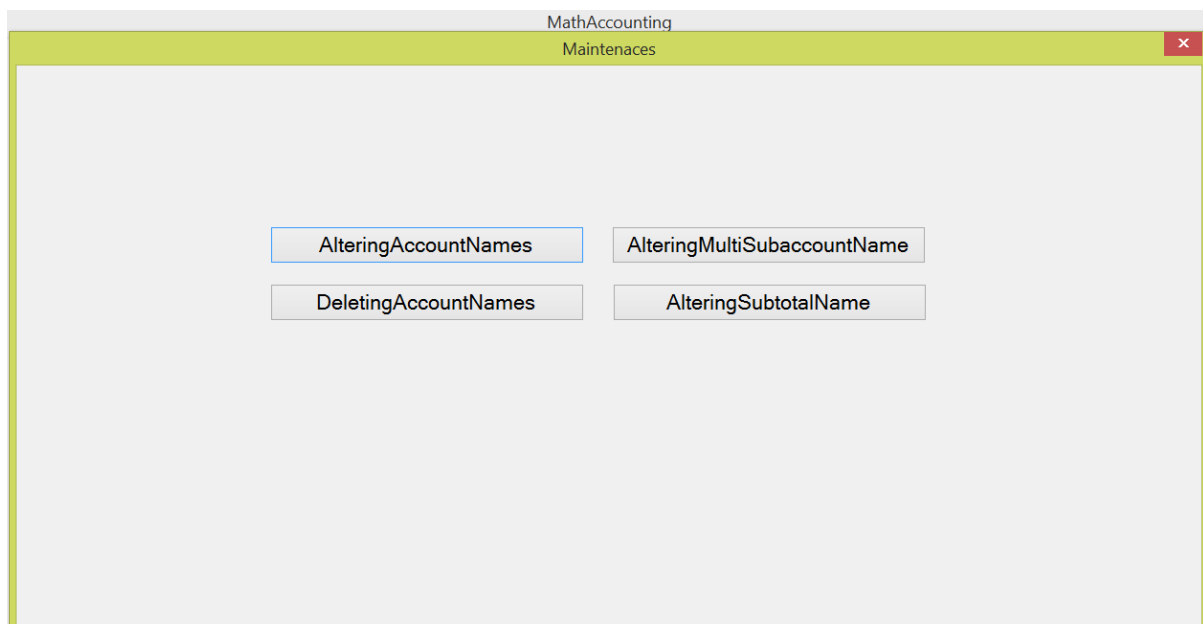 MathAccounting
Maintenaces
AlteringAccountNames
AlteringMultiSubaccountName
DeletingAccountNames
AlteringSubtotalName